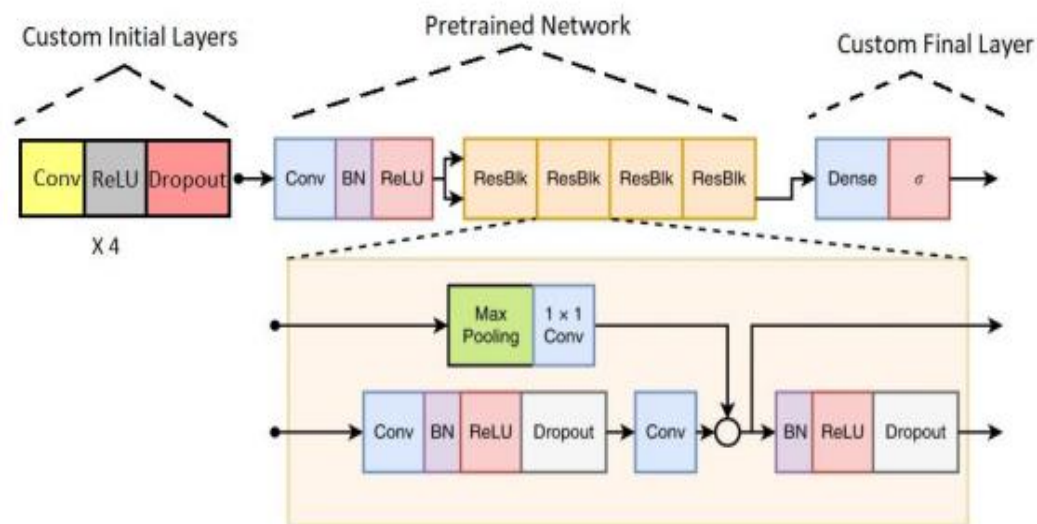 Custom Initial Layers
Pretrained Network
Custom Final Layer
Conv ReLU Dropout
X 4
Conv BN ReLU
ResBlk ResBlk ResBlk ResBlk
Dense σ
Max
Pooling
1 × 1
Conv
Conv BN ReLU Dropout
Conv
BN ReLU Dropout